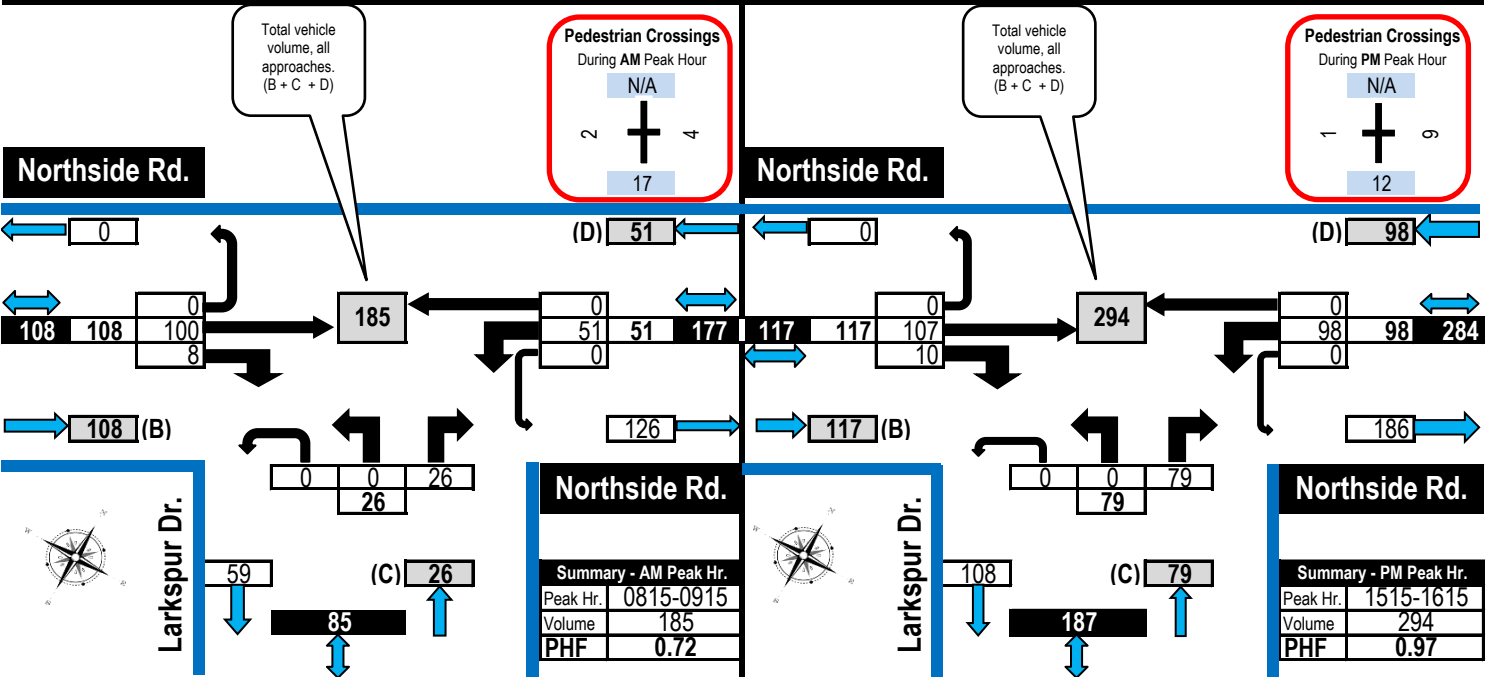 Total vehicle
volume, all
approaches.
(B + C + D)
Pedestrian Crossings
During AM Peak Hour
N/A
2 4
17
Northside Rd.
0
(D) 51
0
108 108 100
8
185
0
51 51 177
0
108 (B)
126
0 0 26
26
Northside Rd.
Larkspur Dr.
59
(C) 26
85
Summary - AM Peak Hr.
Peak Hr. 0815-0915
Volume 185
PHF 0.72
Total vehicle
volume, all
approaches.
(B + C + D)
Pedestrian Crossings
During PM Peak Hour
N/A
1 9
12
Northside Rd.
0
(D) 98
0
117 117 107
10
294
0
98 98 284
0
117 (B)
186
0 0 79
79
Northside Rd.
Larkspur Dr.
108
(C) 79
187
Summary - PM Peak Hr.
Peak Hr. 1515-1615
Volume 294
PHF 0.97